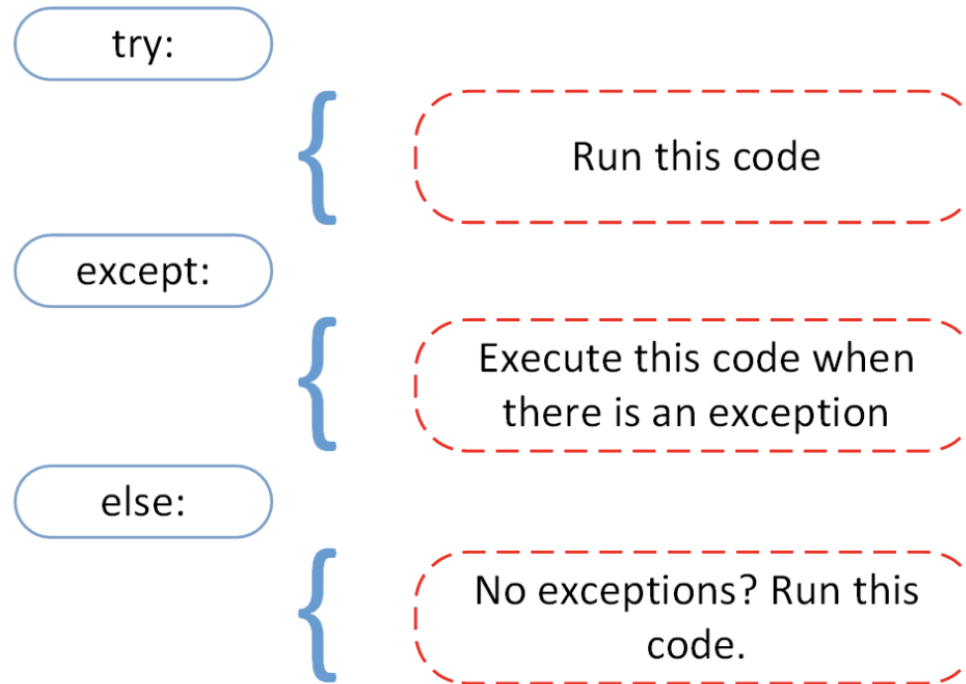 try:
Run this code
except:
Execute this code when
there is an exception
else:
No exceptions? Run this
code.